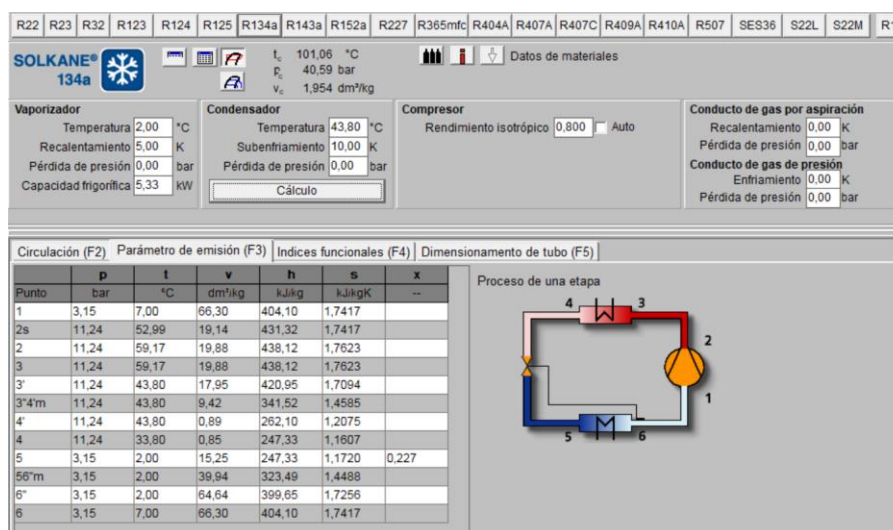 R22 R23 R32 R123 R124 R125 R134a R143a R152a R227 R365mfc R404A R407A R407C R409A R410A R507 SES36 S22L S22M
SOLKANE®
134a
tc 101,06 °C
pc 40,59 bar
vc 1,954 dm³/kg
Datos de materiales
Vaporizador
Temperatura 2,00 °C
Recalentamiento 5,00 K
Pérdida de presión 0,00 bar
Capacidad frigorífica 5,33 kW
Condensador
Temperatura 43,80 °C
Subenfriamiento 10,00 K
Pérdida de presión 0,00 bar
Cálculo
Compresor
Rendimiento isotrópico 0,800 Auto
Conducto de gas por aspiración
Recalentamiento 0,00 K
Pérdida de presión 0,00 bar
Conducto de gas de presión
Enfriamiento 0,00 K
Pérdida de presión 0,00 bar
Circulación (F2) Parámetro de emisión (F3) Indices funcionales (F4) Dimensionamento de tubo (F5)
p t v h s x
Punto bar °C dm³/kg kJ/kg kJ/kgK --
1 3,15 7,00 66,30 404,10 1,7417
2s 11,24 52,99 19,14 431,32 1,7417
2 11,24 59,17 19,88 438,12 1,7623
3 11,24 59,17 19,88 438,12 1,7623
3' 11,24 43,80 17,95 420,95 1,7094
3"4'm 11,24 43,80 9,42 341,52 1,4585
4' 11,24 43,80 0,89 262,10 1,2075
4 11,24 33,80 0,85 247,33 1,1607
5 3,15 2,00 15,25 247,33 1,1720 0,227
56"m 3,15 2,00 39,94 323,49 1,4488
6" 3,15 2,00 64,64 399,65 1,7256
6 3,15 7,00 66,30 404,10 1,7417
Proceso de una etapa
4 3
2
1
5 6